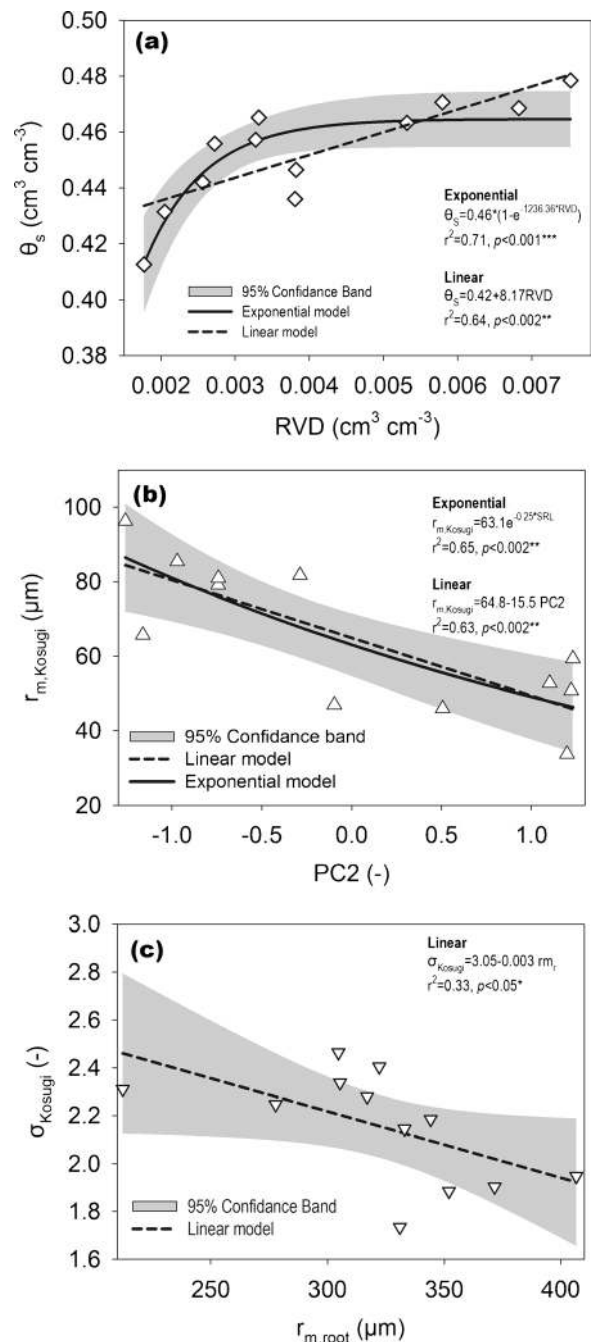 (a)
0.50
0.48
0.46
0.44
0.42
0.40
0.38
θs (cm3 cm-3)
Exponential
θS=0.46*(1-e-1236.36*RVD)
r2=0.71, p<0.001***
Linear
θS=0.42+8.17RVD
r2=0.64, p<0.002**
95% Confidance Band
Exponential model
Linear model
0.002 0.003 0.004 0.005 0.006 0.007
RVD (cm3 cm-3)
(b)
100
80
60
40
20
rm,Kosugi (µm)
Exponential
rm,Kosugi=63.1e-0.25*SRL
r2=0.65, p<0.002**
Linear
rm,Kosugi=64.8-15.5 PC2
r2=0.63, p<0.002**
95% Confidance band
Linear model
Exponential model
-1.0 -0.5 0.0 0.5 1.0
PC2 (-)
(c)
3.0
2.8
2.6
2.4
2.2
2.0
1.8
1.6
σKosugi (-)
Linear
σKosugi=3.05-0.003 rmr
r2=0.33, p<0.05*
95% Confidance Band
Linear model
250 300 350 400
rm,root (µm)